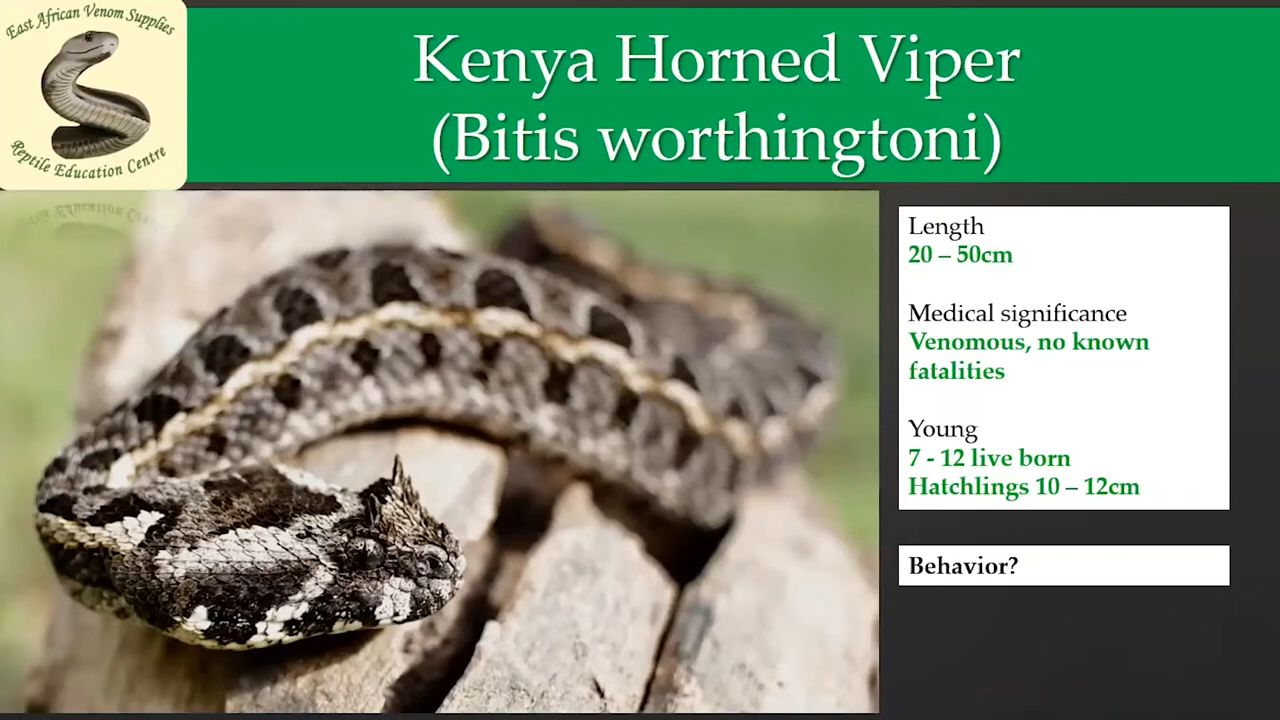 East African Venom Supplies
Reptile Education Centre
Kenya Horned Viper
(Bitis worthingtoni)
Length
20 – 50cm
Medical significance
Venomous, no known
fatalities
Young
7 - 12 live born
Hatchlings 10 – 12cm
Behavior?